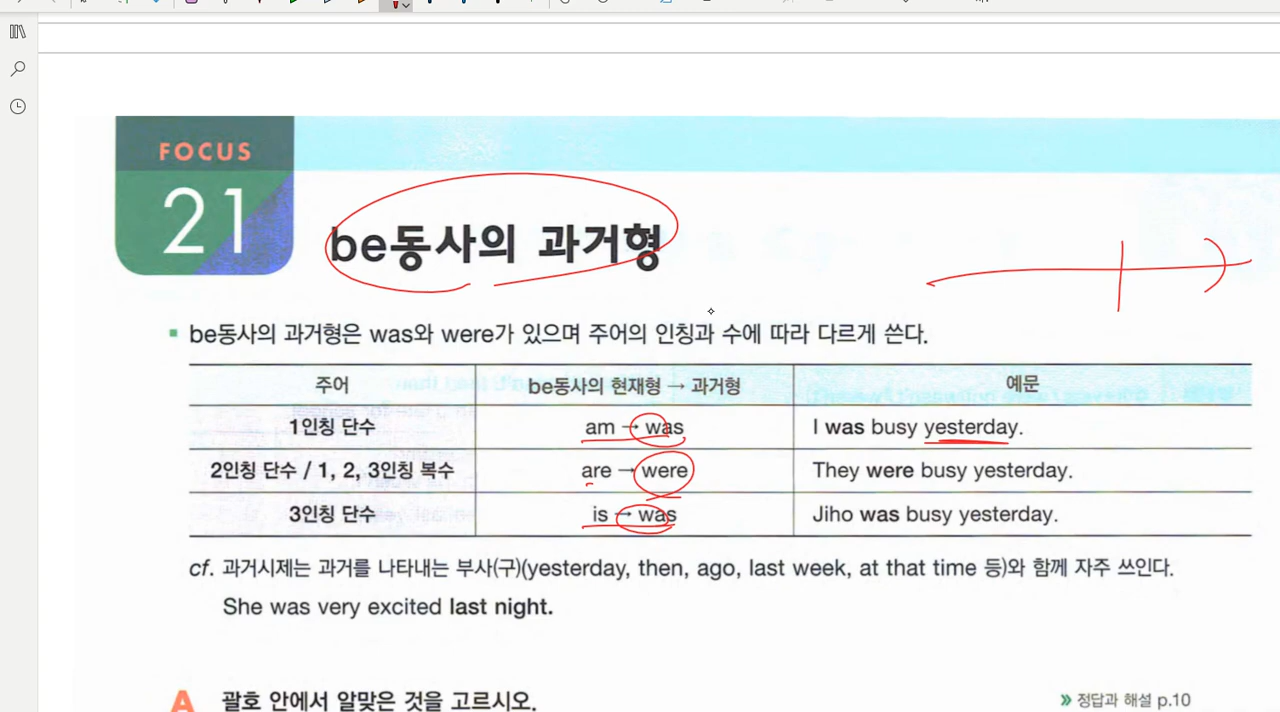 FOCUS
21
be동사의 과거형
be동사의 과거형은 was와 were가 있으며 주어의 인칭과 수에 따라 다르게 쓴다.
주어 be동사의 현재형 → 과거형 예문
1인칭 단수 am → was I was busy yesterday.
2인칭 단수 / 1, 2, 3인칭 복수 are → were They were busy yesterday.
3인칭 단수 is → was Jiho was busy yesterday.
cf. 과거시제는 과거를 나타내는 부사(구)(yesterday, then, ago, last week, at that time 등)와 함께 자주 쓰인다.
She was very excited last night.
A 괄호 안에서 알맞은 것을 고르시오.
» 정답과 해설 p.10